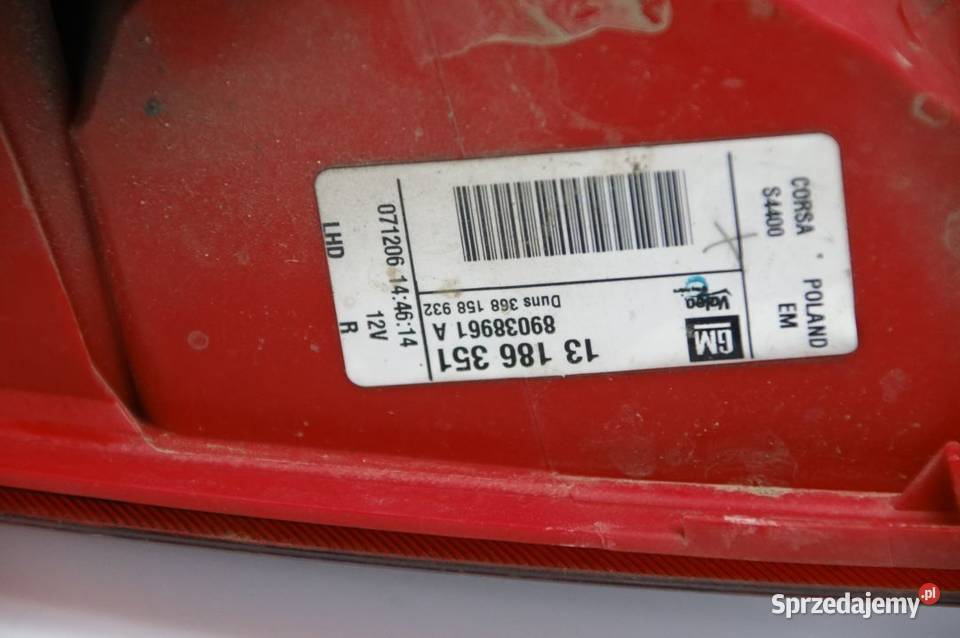 CORSA · POLAND
S4400 EM
GM
Valeo
13 186 351
89038961 A
Duns 368 158 932
071206 14:46:14 12V
LHD R
Sprzedajemy.pl